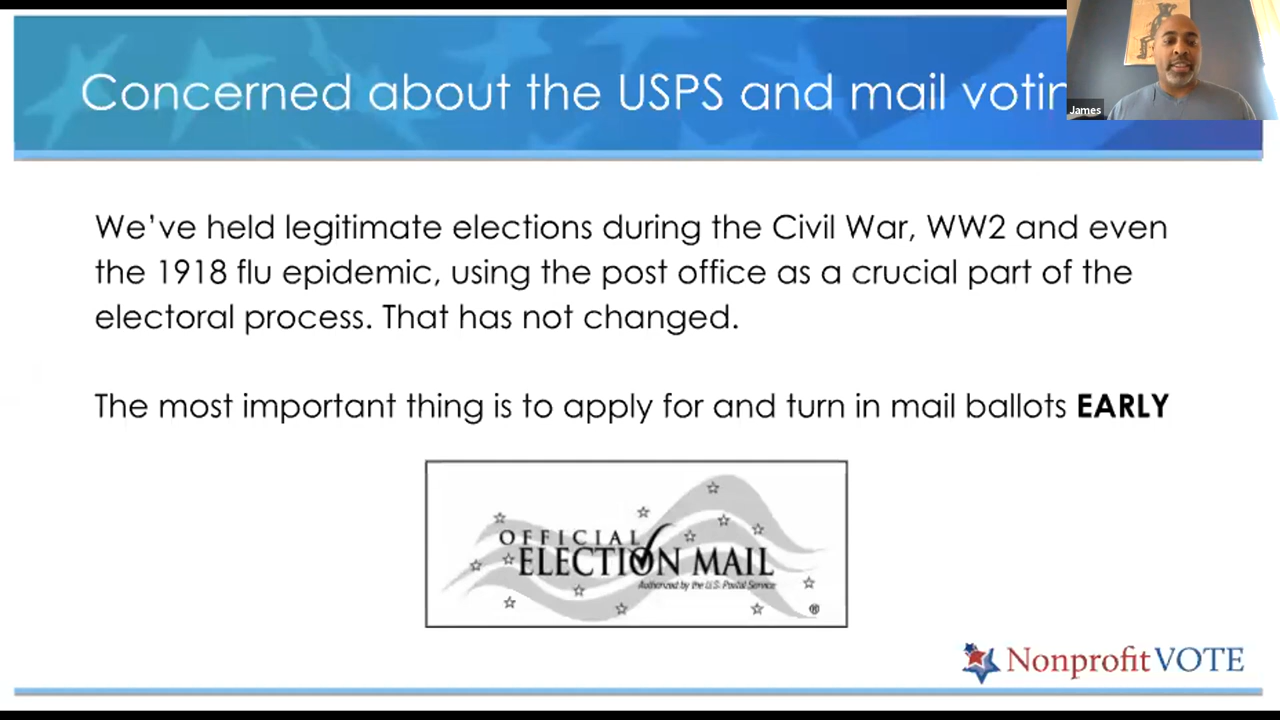 Concerned about the USPS and mail votin
James
We’ve held legitimate elections during the Civil War, WW2 and even
the 1918 flu epidemic, using the post office as a crucial part of the
electoral process. That has not changed.
The most important thing is to apply for and turn in mail ballots EARLY
OFFICIAL
ELECTION MAIL
Authorized by the U.S. Postal Service
®
Nonprofit VOTE